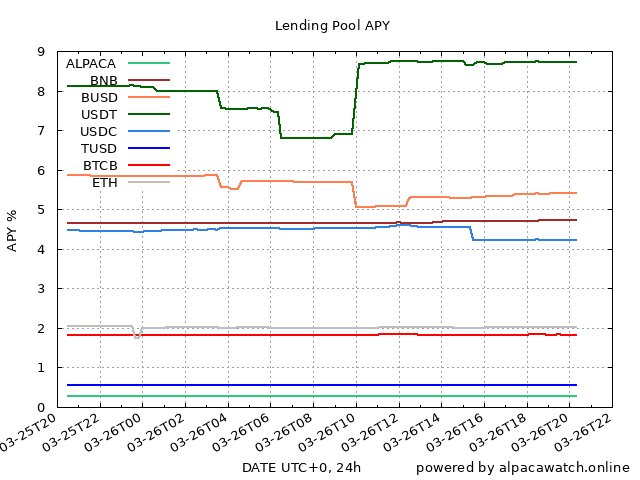 Lending Pool APY
APY %
9
8
7
6
5
4
3
2
1
0
ALPACA
BNB
BUSD
USDT
USDC
TUSD
BTCB
ETH
03-25T20
03-25T22
03-26T00
03-26T02
03-26T04
03-26T06
03-26T08
03-26T10
03-26T12
03-26T14
03-26T16
03-26T18
03-26T20
03-26T22
DATE UTC+0, 24h
powered by alpacawatch.online